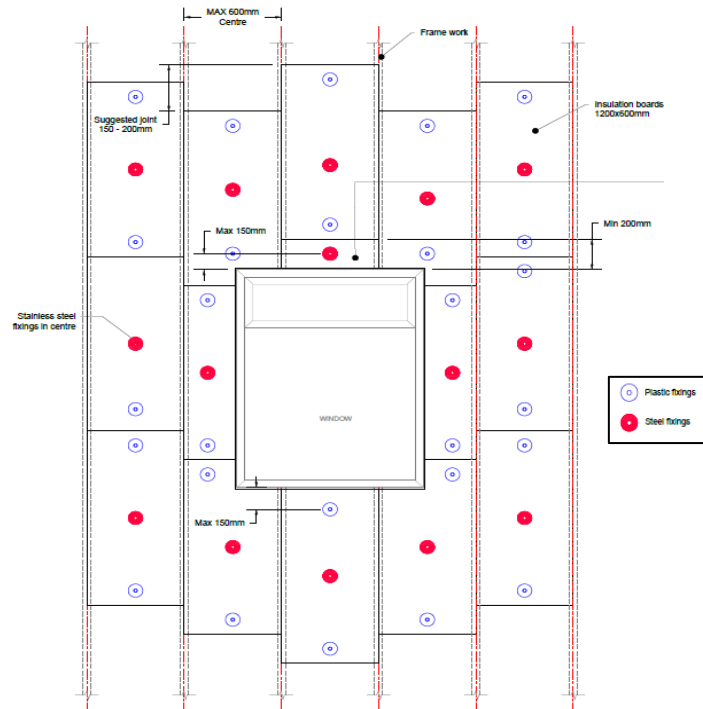 MAX 600mm
Centre
Frame work
Suggested joint
150 - 200mm
Insulation boards
1200x600mm
Max 150mm
Min 200mm
Stainless steel
fixings in centre
Plastic fixings
Steel fixings
WINDOW
Max 150mm